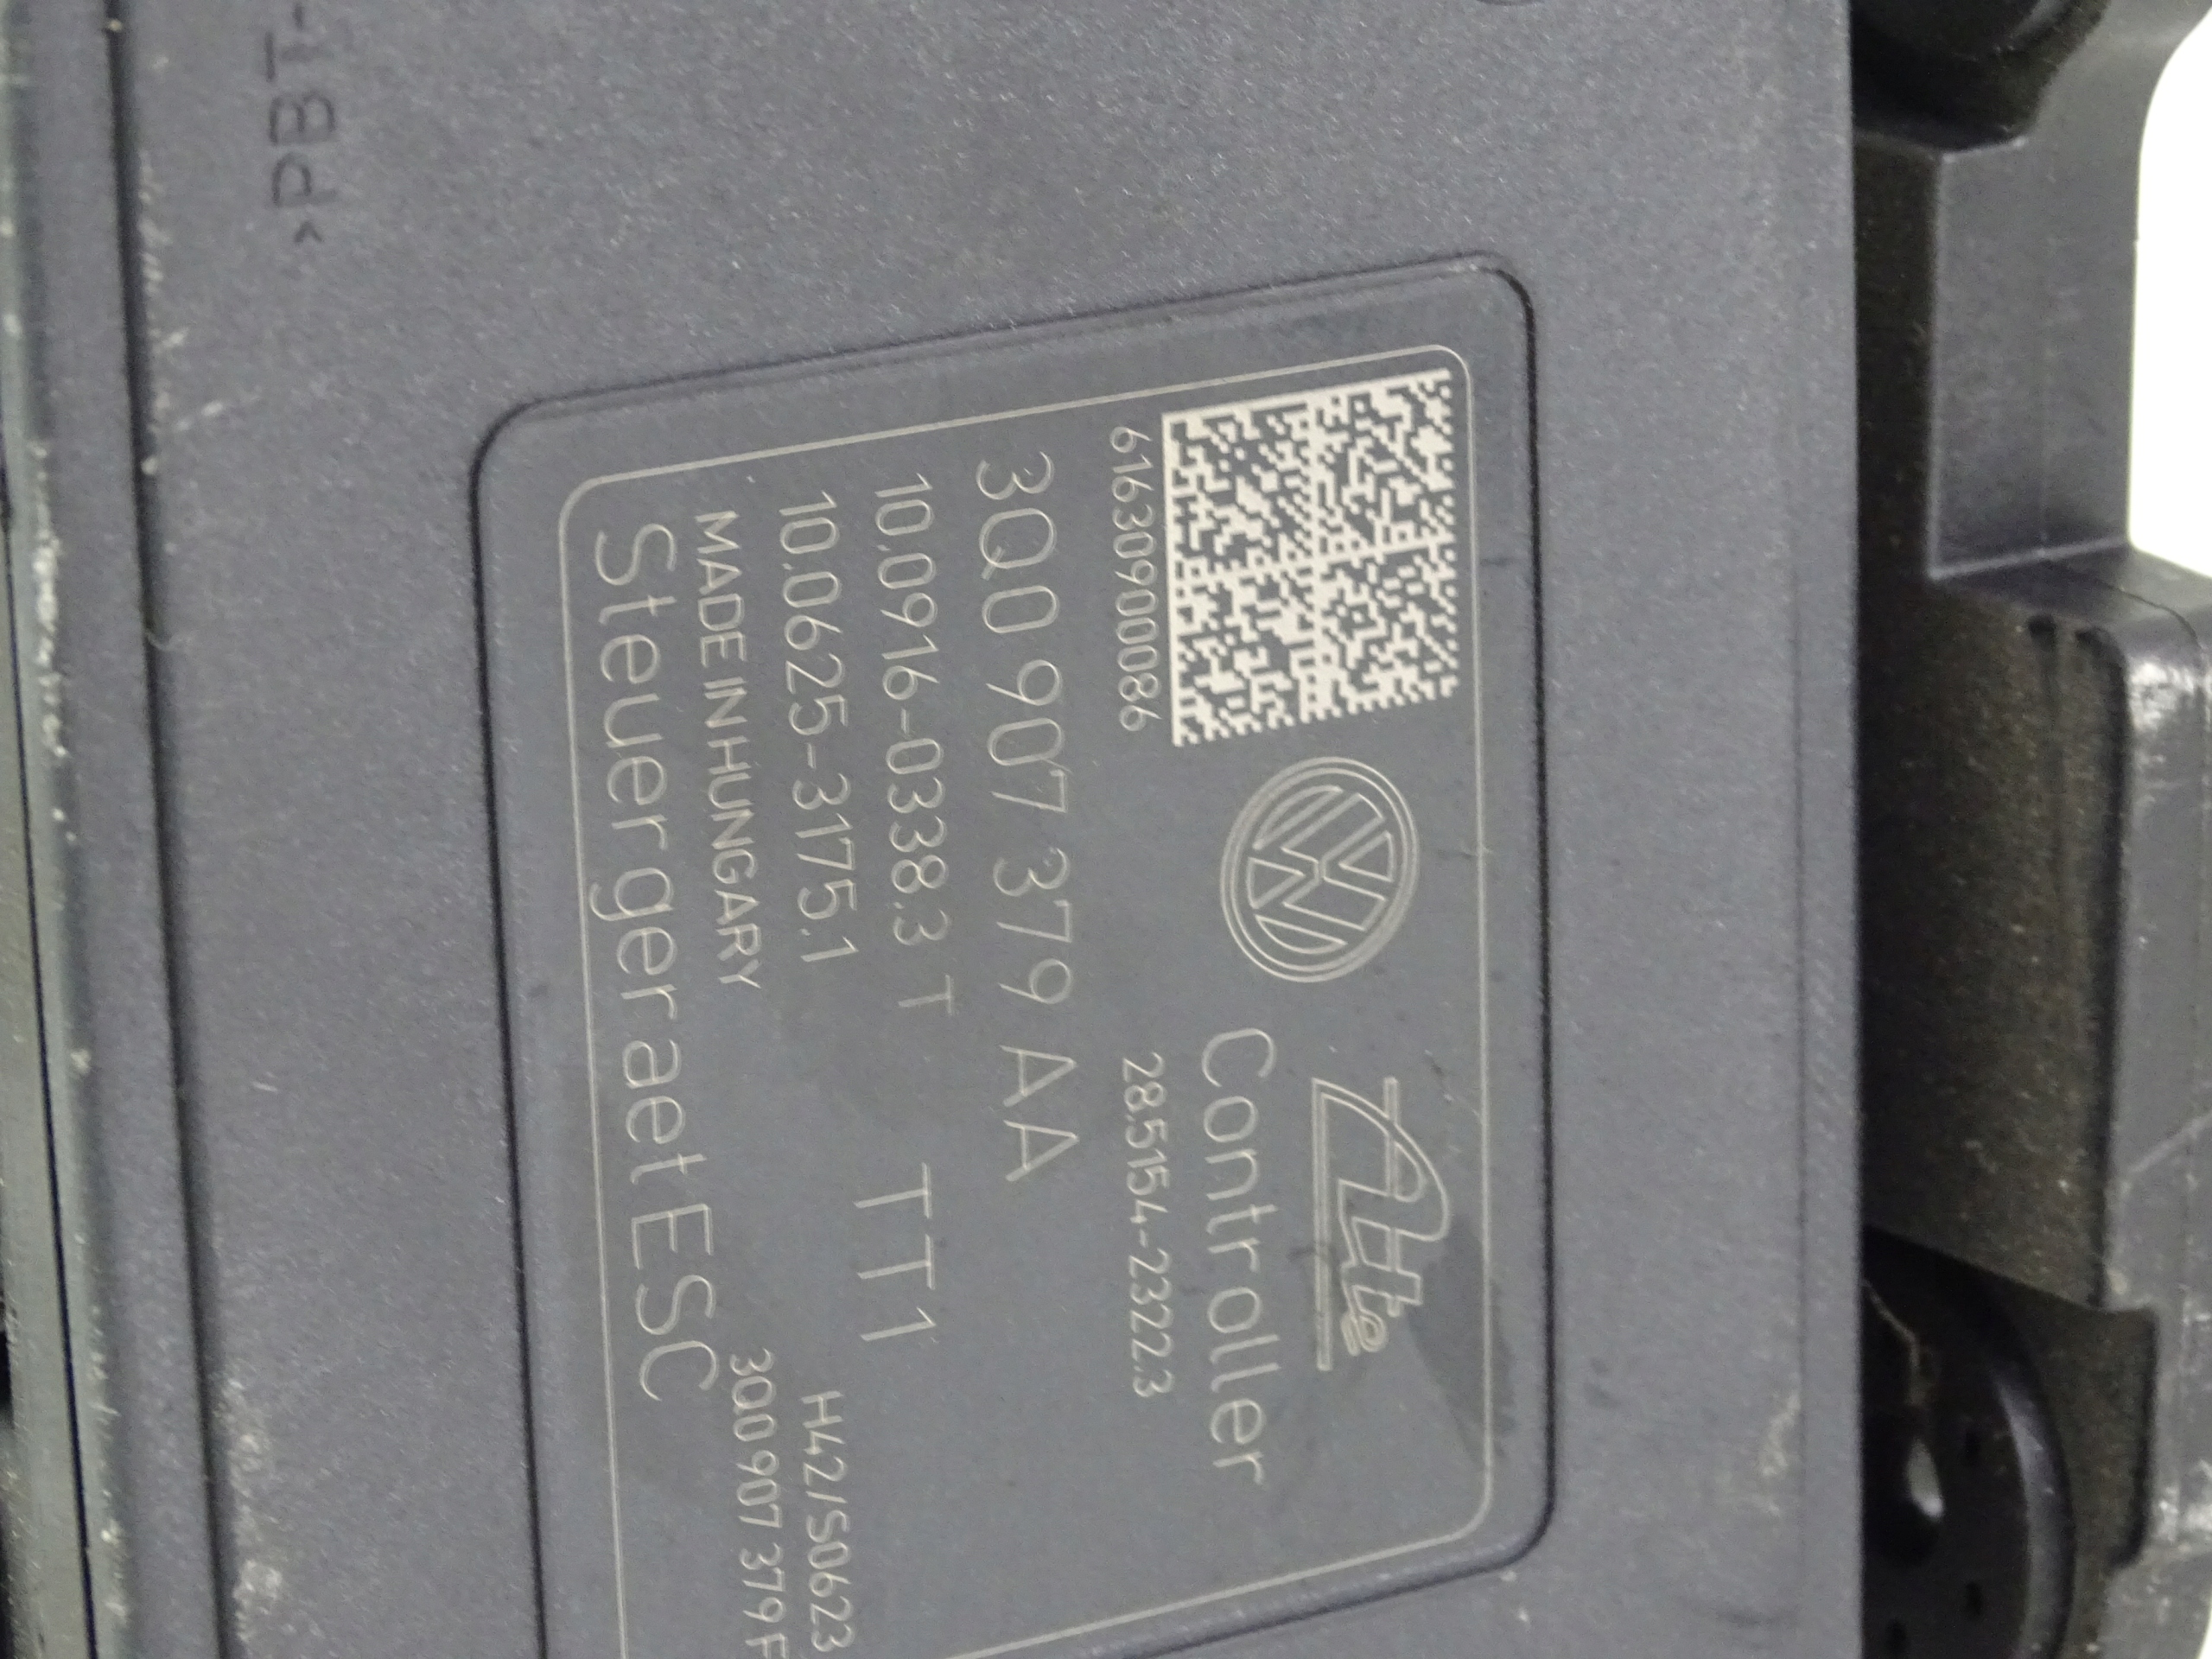 >PBT-
Ate
Controller
61630900086
28.5154-2322.3
3Q0 907 379 AA
10.0916-0338.3 T
TT1
10.0625-3175.1
H42/S0623
MADE IN HUNGARY
3Q0 907 379 F
Steuergeraet ESC